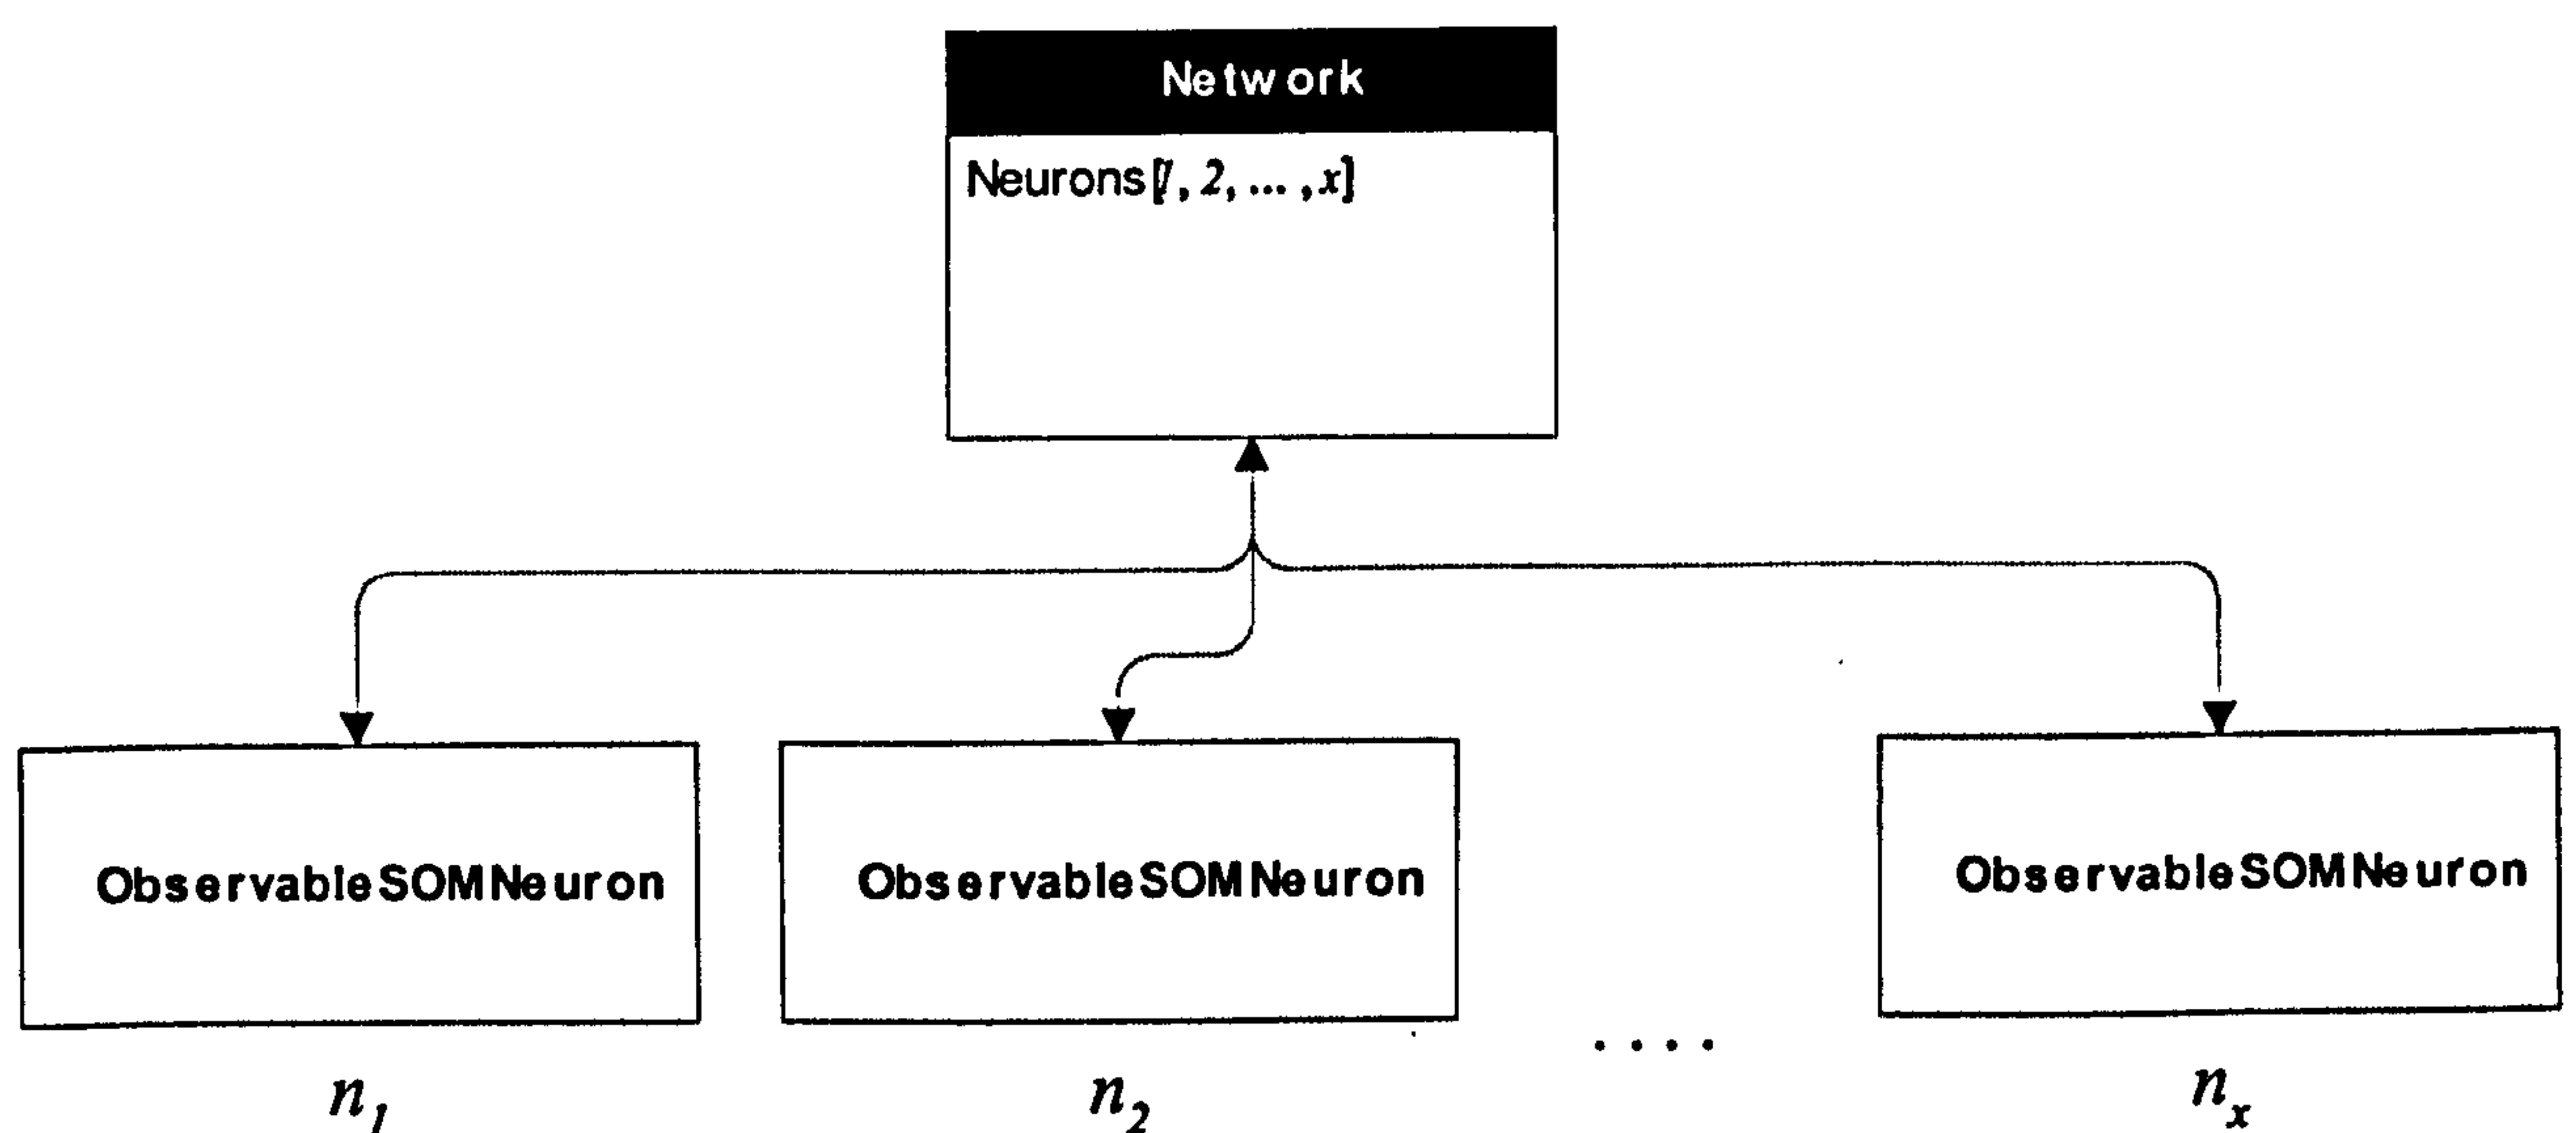 Network
Neurons[1, 2, ... , x]
ObservableSOMNeuron
ObservableSOMNeuron
ObservableSOMNeuron
. . . .
n1
n2
nx